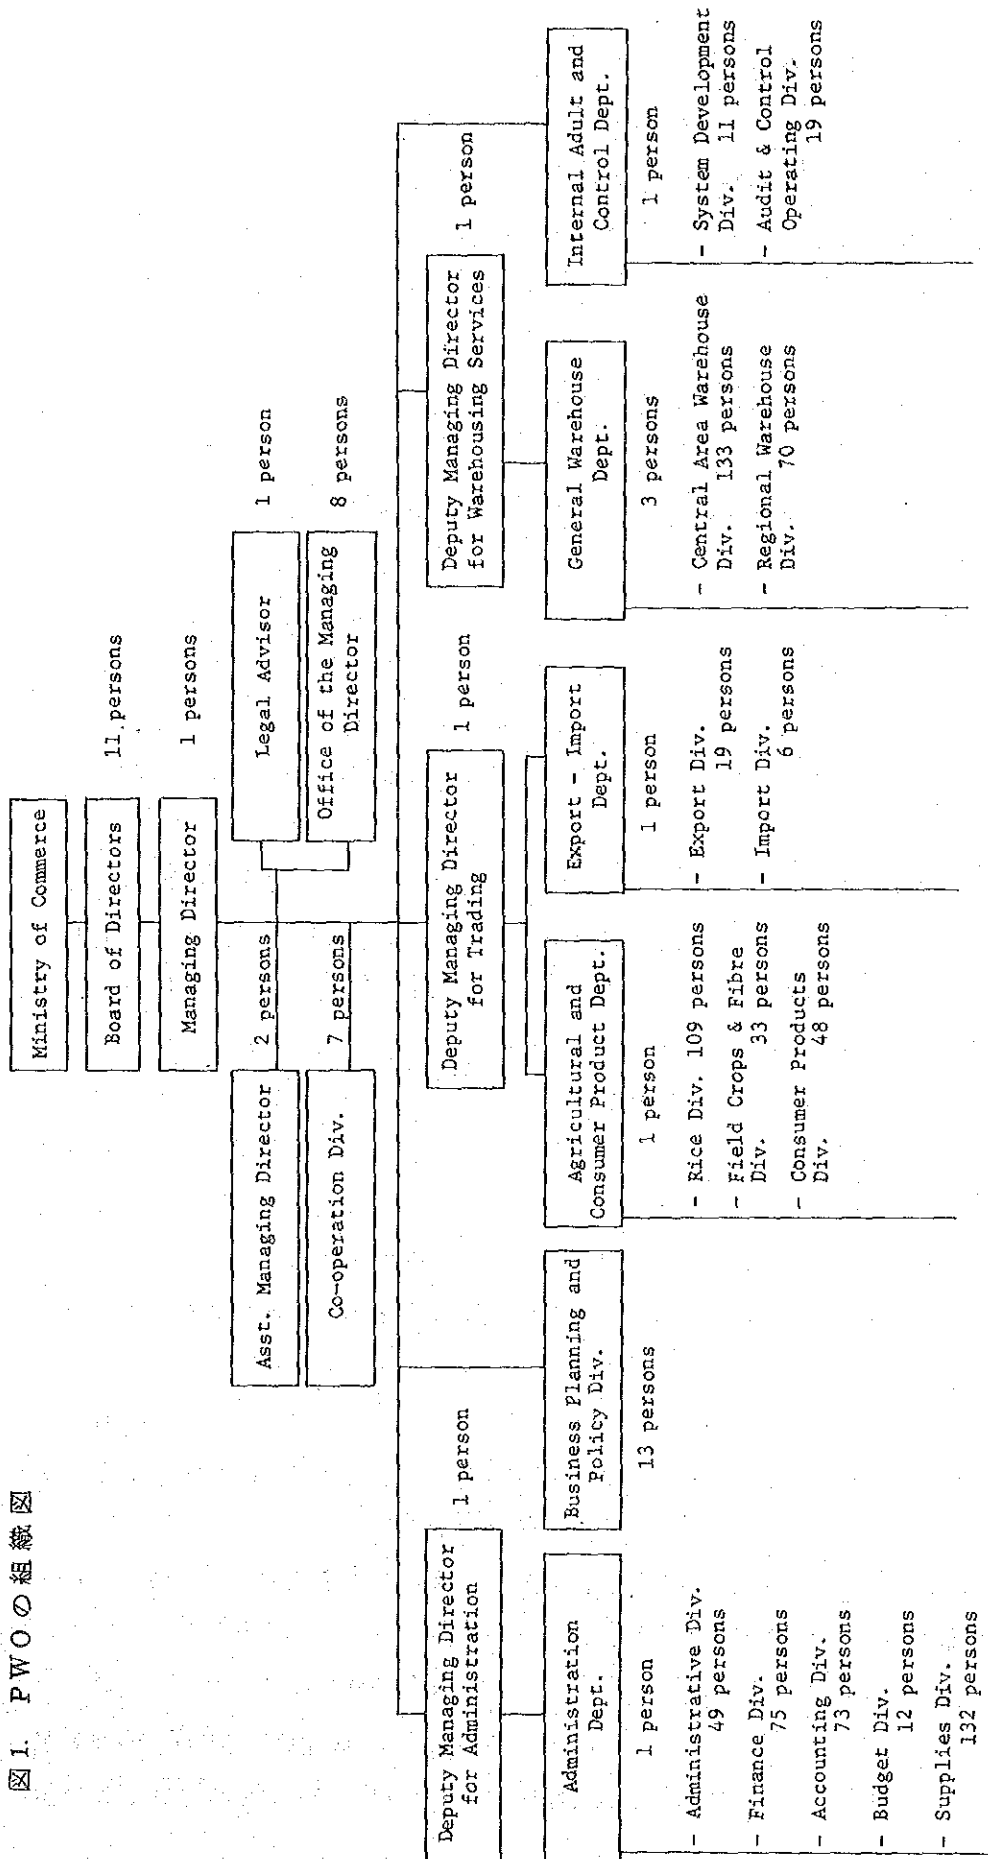 図1. PWOの組織図
Ministry of Commerce
Board of Directors
11 persons
Managing Director
1 persons
Asst. Managing Director
2 persons
Legal Advisor
1 person
Co-operation Div.
7 persons
Office of the Managing
Director
8 persons
Deputy Managing Director
for Administration
1 person
Deputy Managing Director
for Trading
1 person
Deputy Managing Director
for Warehousing Services
1 person
Administration
Dept.
1 person
- Administrative Div.
49 persons
- Finance Div.
75 persons
- Accounting Div.
73 persons
- Budget Div.
12 persons
- Supplies Div.
132 persons
Business Planning and
Policy Div.
13 persons
Agricultural and
Consumer Product Dept.
1 person
- Rice Div. 109 persons
- Field Crops & Fibre
Div. 33 persons
- Consumer Products
Div. 48 persons
Export - Import
Dept.
1 person
- Export Div.
19 persons
- Import Div.
6 persons
General Warehouse
Dept.
3 persons
- Central Area Warehouse
Div. 133 persons
- Regional Warehouse
Div. 70 persons
Internal Adult and
Control Dept.
1 person
- System Development
Div. 11 persons
- Audit & Control
Operating Div.
19 persons